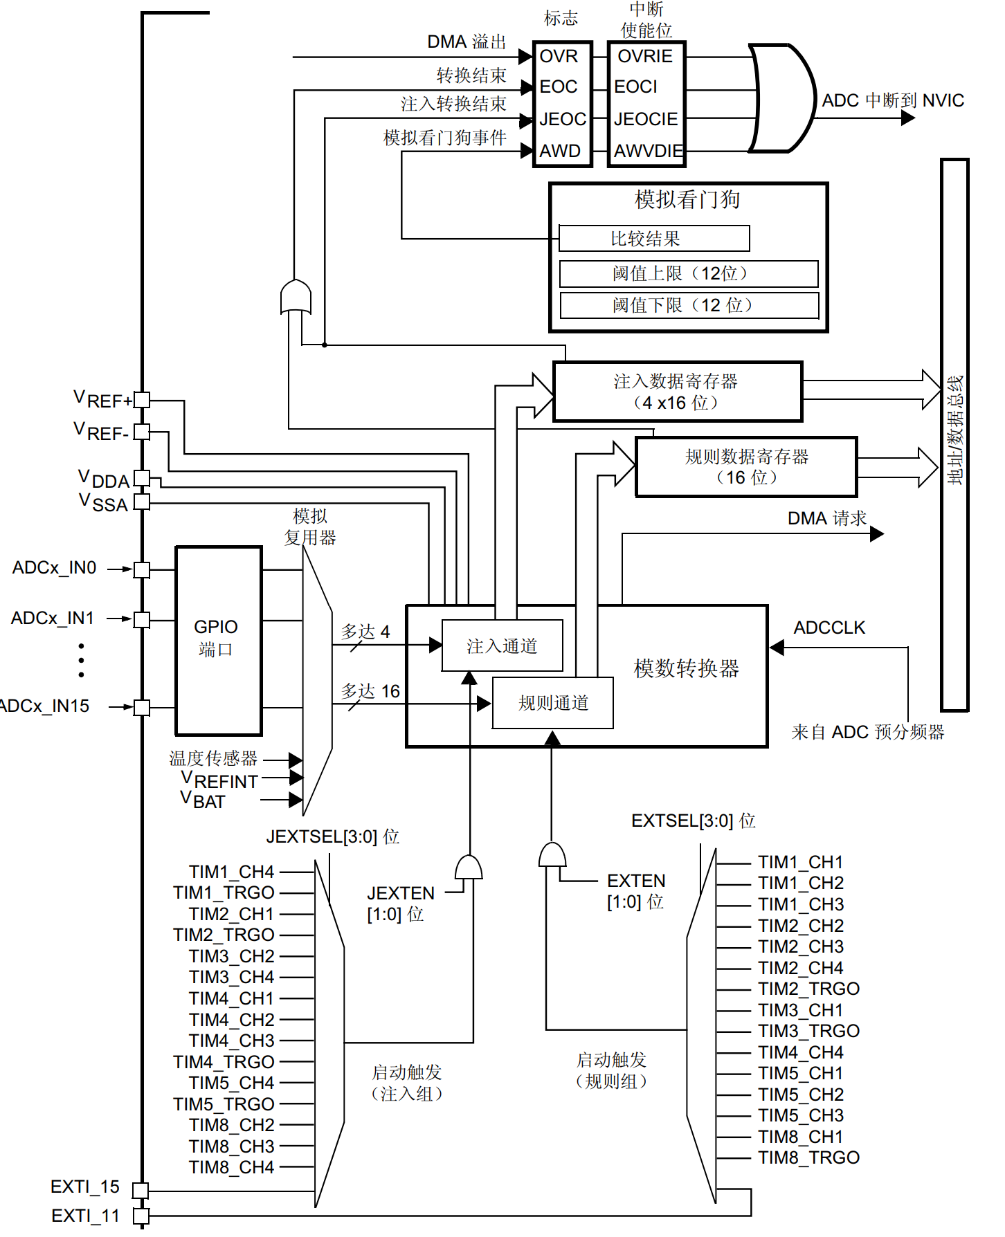 标志
中断
使能位
DMA 溢出
OVR
OVRIE
转换结束
EOC
EOCI
注入转换结束
JEOC
JEOCIE
模拟看门狗事件
AWD
AWVDIE
ADC 中断到 NVIC
模拟看门狗
比较结果
阈值上限（12位）
阈值下限（12 位）
地址/数据总线
注入数据寄存器
（4 x16 位）
规则数据寄存器
（16 位）
DMA 请求
VREF+
VREF-
VDDA
VSSA
模拟
复用器
ADCx_IN0
ADCx_IN1
ADCx_IN15
GPIO
端口
多达 4
多达 16
注入通道
规则通道
模数转换器
ADCCLK
来自 ADC 预分频器
温度传感器
VREFINT
VBAT
JEXTSEL[3:0] 位
EXTSEL[3:0] 位
JEXTEN
[1:0] 位
EXTEN
[1:0] 位
TIM1_CH4
TIM1_TRGO
TIM2_CH1
TIM2_TRGO
TIM3_CH2
TIM3_CH4
TIM4_CH1
TIM4_CH2
TIM4_CH3
TIM4_TRGO
TIM5_CH4
TIM5_TRGO
TIM8_CH2
TIM8_CH3
TIM8_CH4
启动触发
（注入组）
启动触发
（规则组）
TIM1_CH1
TIM1_CH2
TIM1_CH3
TIM2_CH2
TIM2_CH3
TIM2_CH4
TIM2_TRGO
TIM3_CH1
TIM3_TRGO
TIM4_CH4
TIM5_CH1
TIM5_CH2
TIM5_CH3
TIM8_CH1
TIM8_TRGO
EXTI_15
EXTI_11